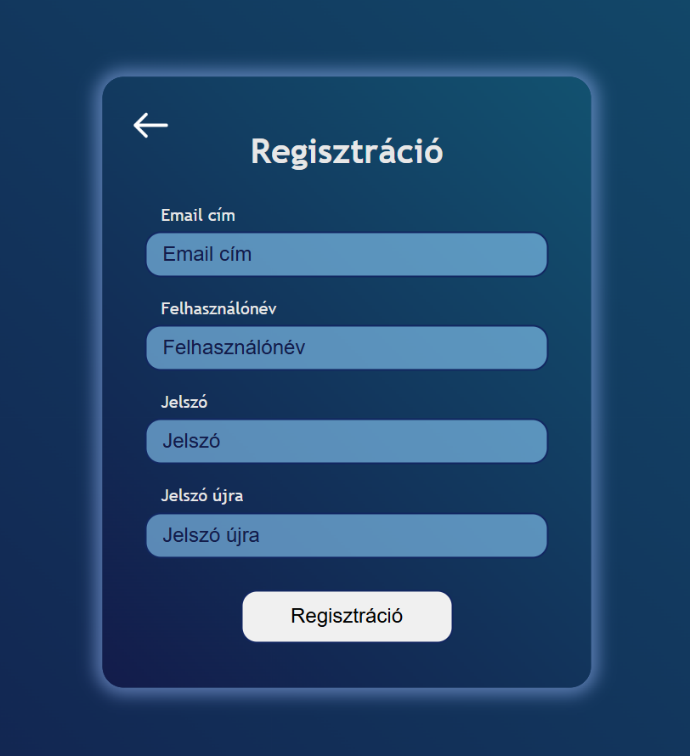 Regisztráció
Email cím
Email cím
Felhasználónév
Felhasználónév
Jelszó
Jelszó
Jelszó újra
Jelszó újra
Regisztráció